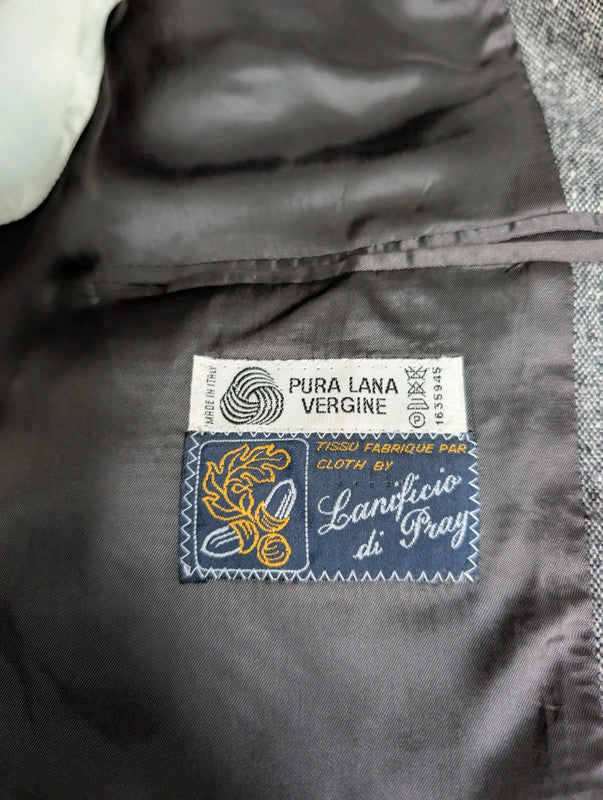 MADE IN ITALY
PURA LANA
VERGINE
1635945
TISSU FABRIQUE PAR
CLOTH BY
Lanificio
di Pray